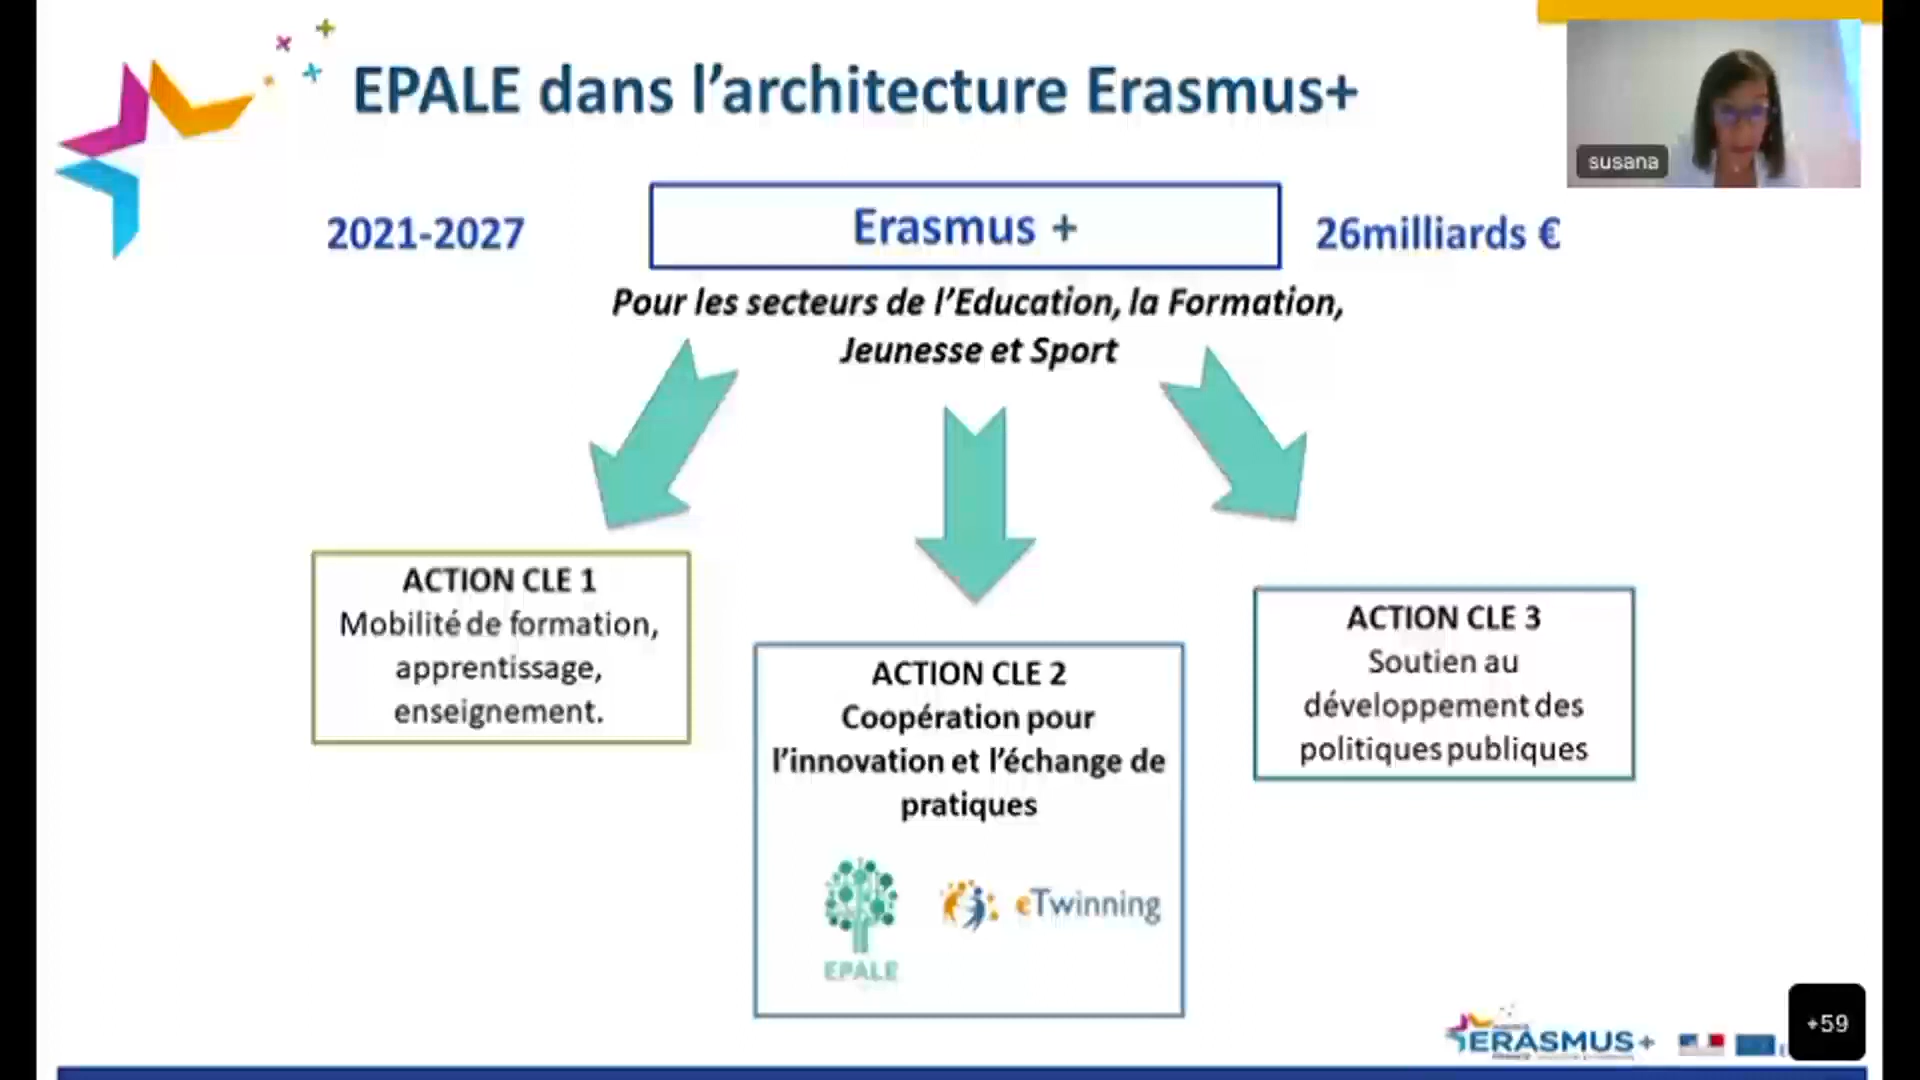 EPALE dans l’architecture Erasmus+
susana
2021-2027
Erasmus +
26milliards €
Pour les secteurs de l’Education, la Formation,
Jeunesse et Sport
ACTION CLE 1
Mobilité de formation,
apprentissage,
enseignement.
ACTION CLE 2
Coopération pour
l’innovation et l’échange de
pratiques
EPALE
eTwinning
ACTION CLE 3
Soutien au
développement des
politiques publiques
ERASMUS+
+59